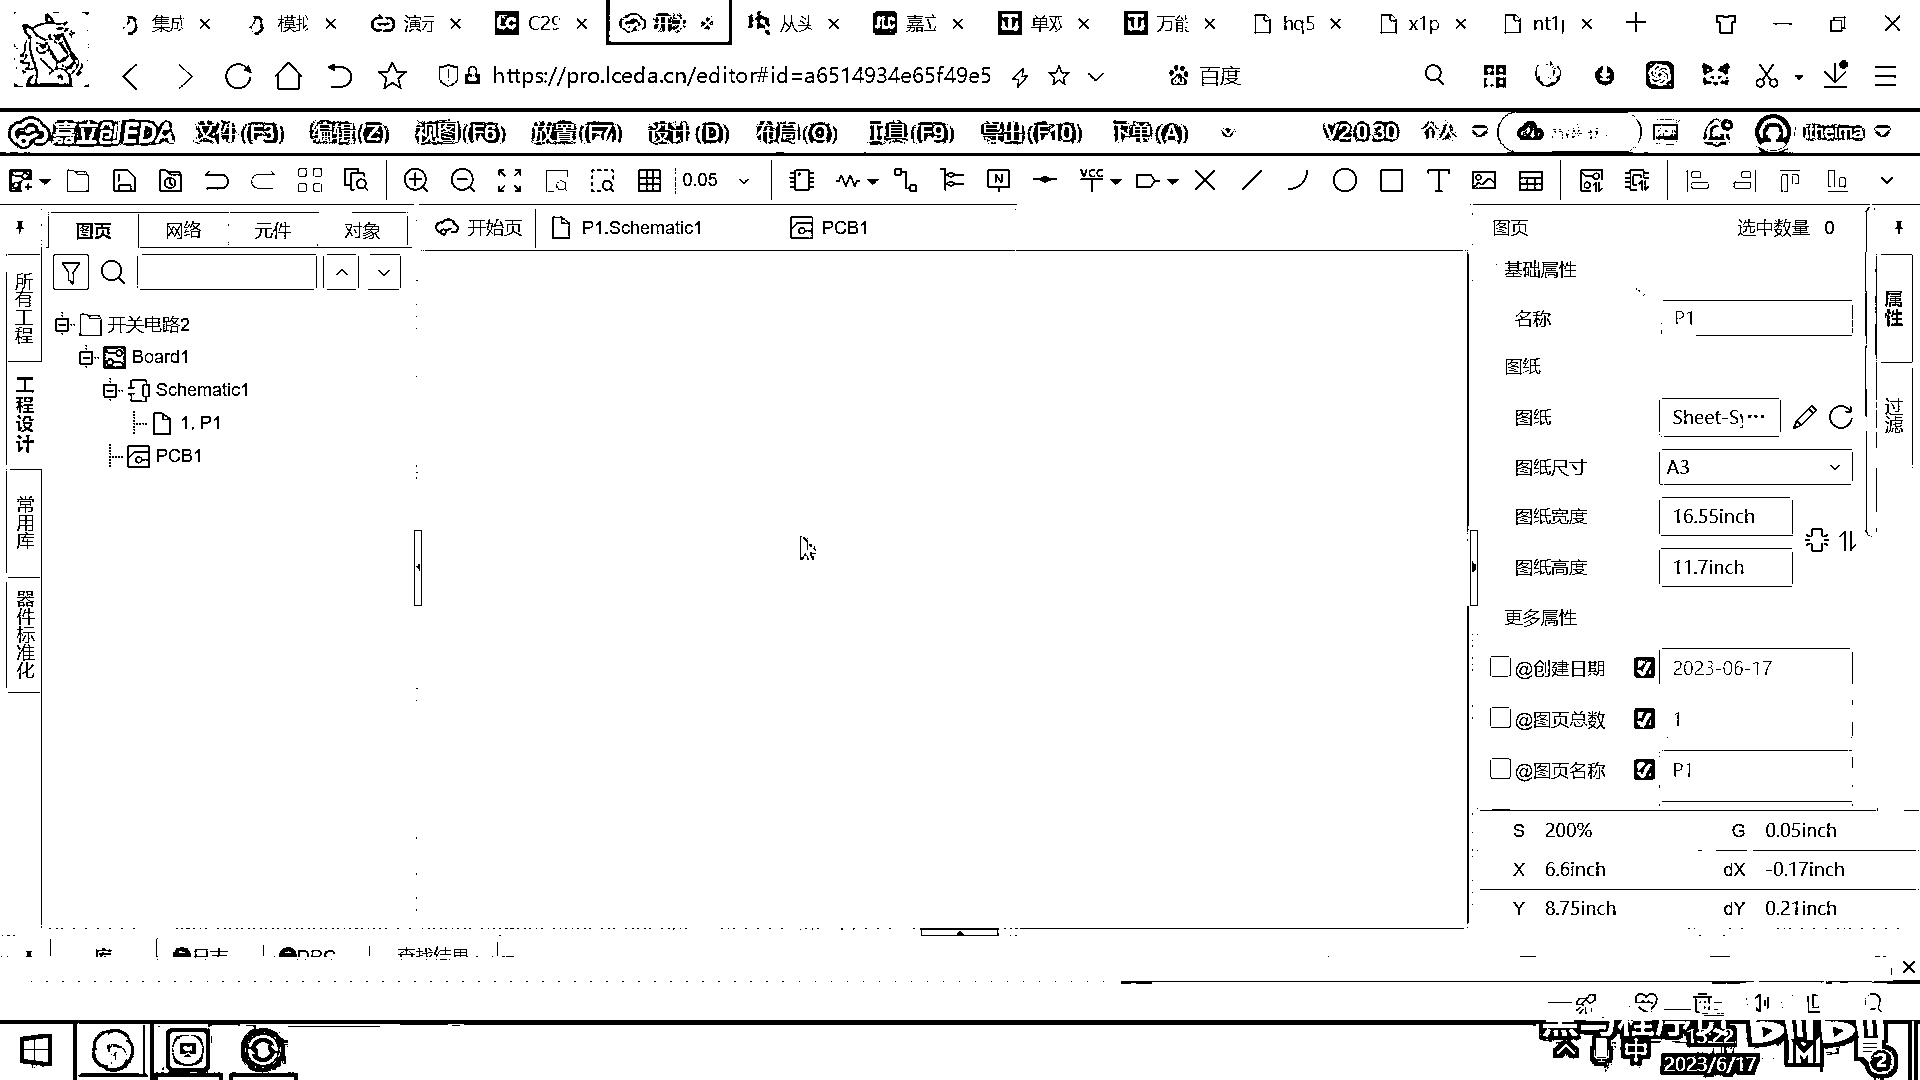 集成
模拟
演示
C29
开关
从头
嘉立
单双
万能
hq5
x1p
nt1p
https://pro.lceda.cn/editor#id=a6514934e65f49e5
百度
嘉立创EDA 文件(F3) 编辑(Z) 视图(F6) 放置(F7) 设计(D) 布局(O) 工具(F9) 导出(F10) 下单(A) V2.0.30 itheima
0.05
VCC
图页 网络 元件 对象
开始页 P1.Schematic1 PCB1
图页 选中数量 0
所有工程
工程设计
常用库
器件标准化
开关电路2
Board1
Schematic1
1. P1
PCB1
基础属性
名称 P1
图纸
图纸 Sheet-Sy···
图纸尺寸 A3
图纸宽度 16.55inch
图纸高度 11.7inch
更多属性
@创建日期 2023-06-17
@图页总数 1
@图页名称 P1
属性
过滤
S 200% G 0.05inch
X 6.6inch dX -0.17inch
Y 8.75inch dY 0.21inch
库 日志 DRC 查找结果
黑马程序员
15:22
中
2023/6/17
2